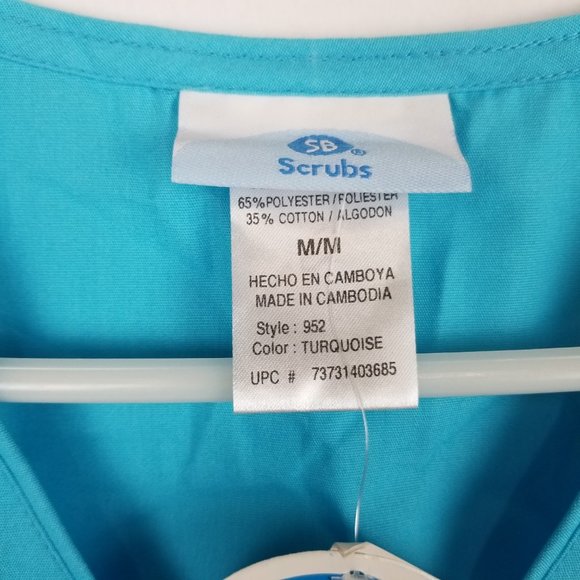 SB®
Scrubs
65%POLYESTER/POLIESTER
35% COTTON / ALGODON
M/M
HECHO EN CAMBOYA
MADE IN CAMBODIA
Style : 952
Color : TURQUOISE
UPC # 73731403685